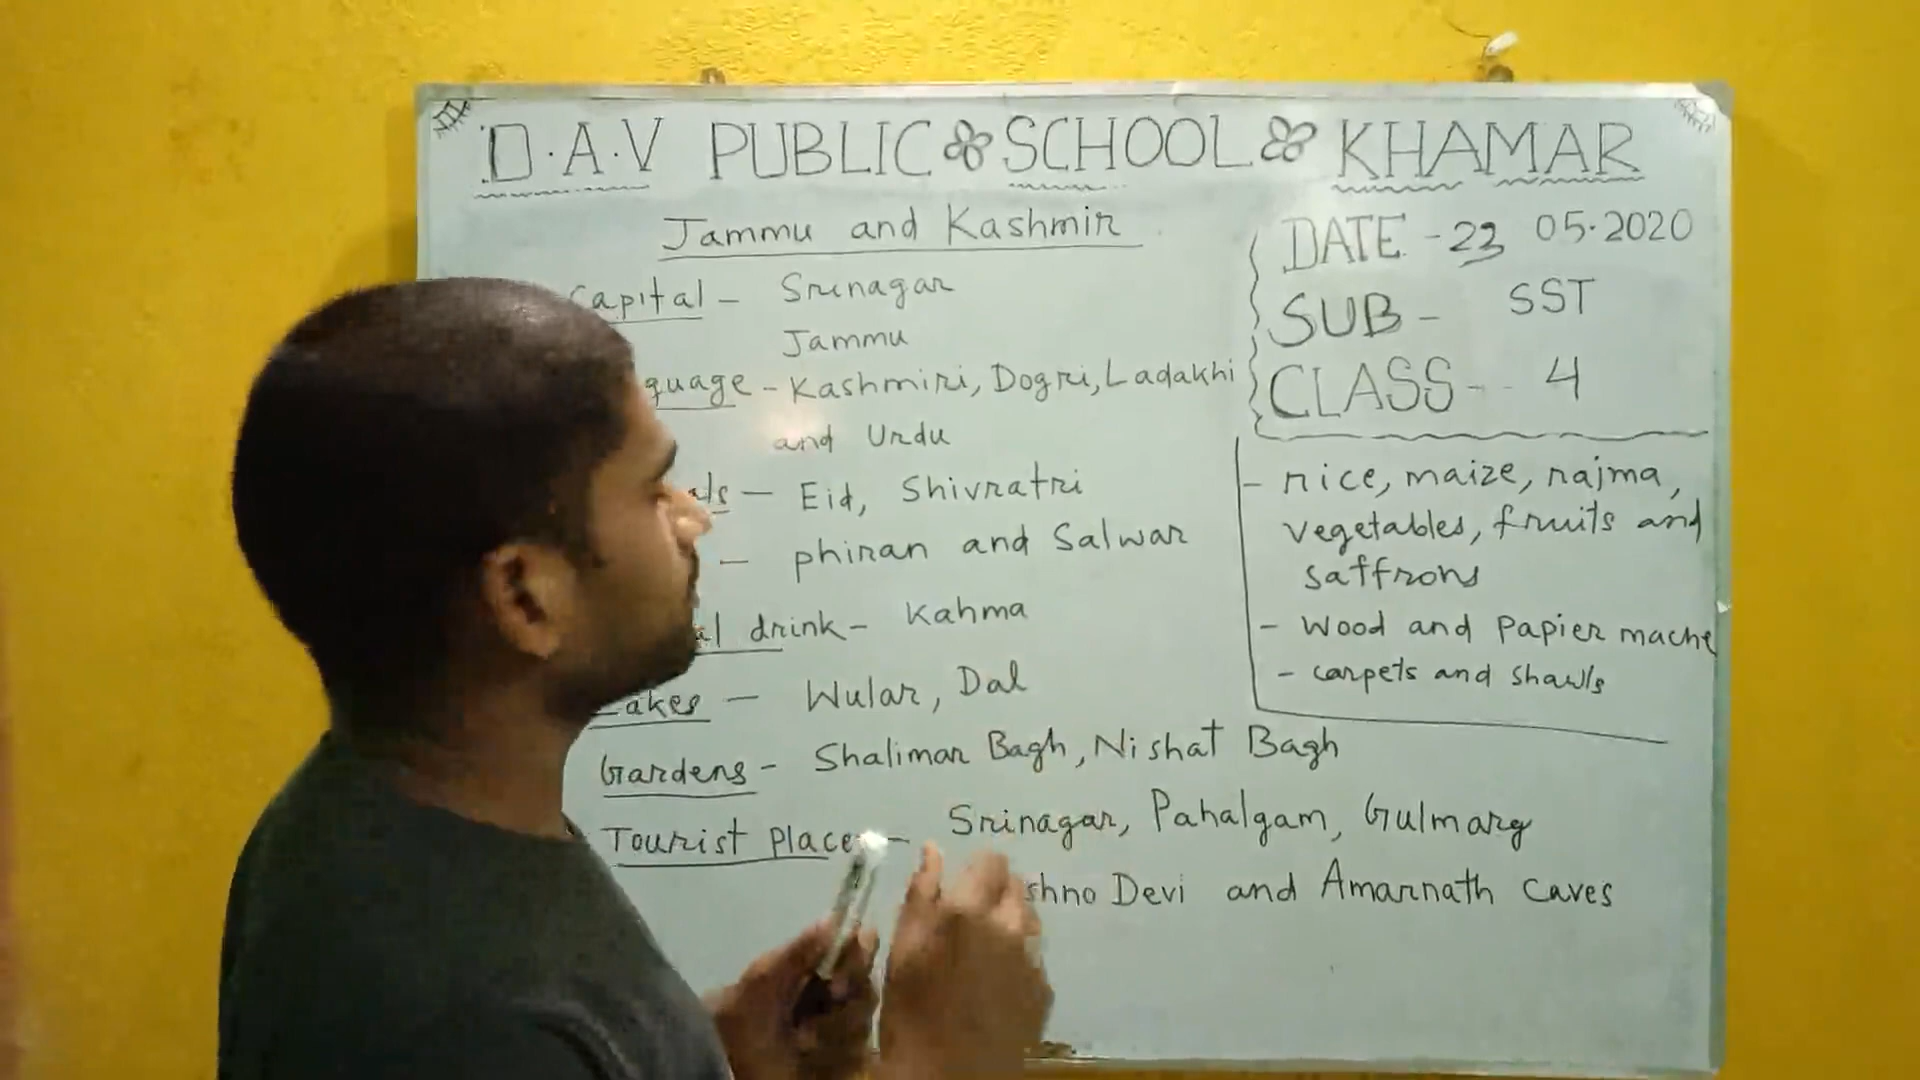 D.A.V PUBLIC SCHOOL KHAMAR
Jammu and Kashmir
DATE - 23 05.2020
SUB - SST
CLASS - 4
Capital - Srinagar
Jammu
- Kashmiri, Dogri, Ladakhi
and Urdu
- Eid, Shivratri
- phiran and Salwar
drink - Kahma
Lakes - Wular, Dal
Gardens - Shalimar Bagh, Nishat Bagh
Tourist Place - Srinagar, Pahalgam, Gulmarg
Devi and Amarnath caves
- rice, maize, rajma,
vegetables, fruits and
saffrons
- Wood and Papier mache
- carpets and shawls